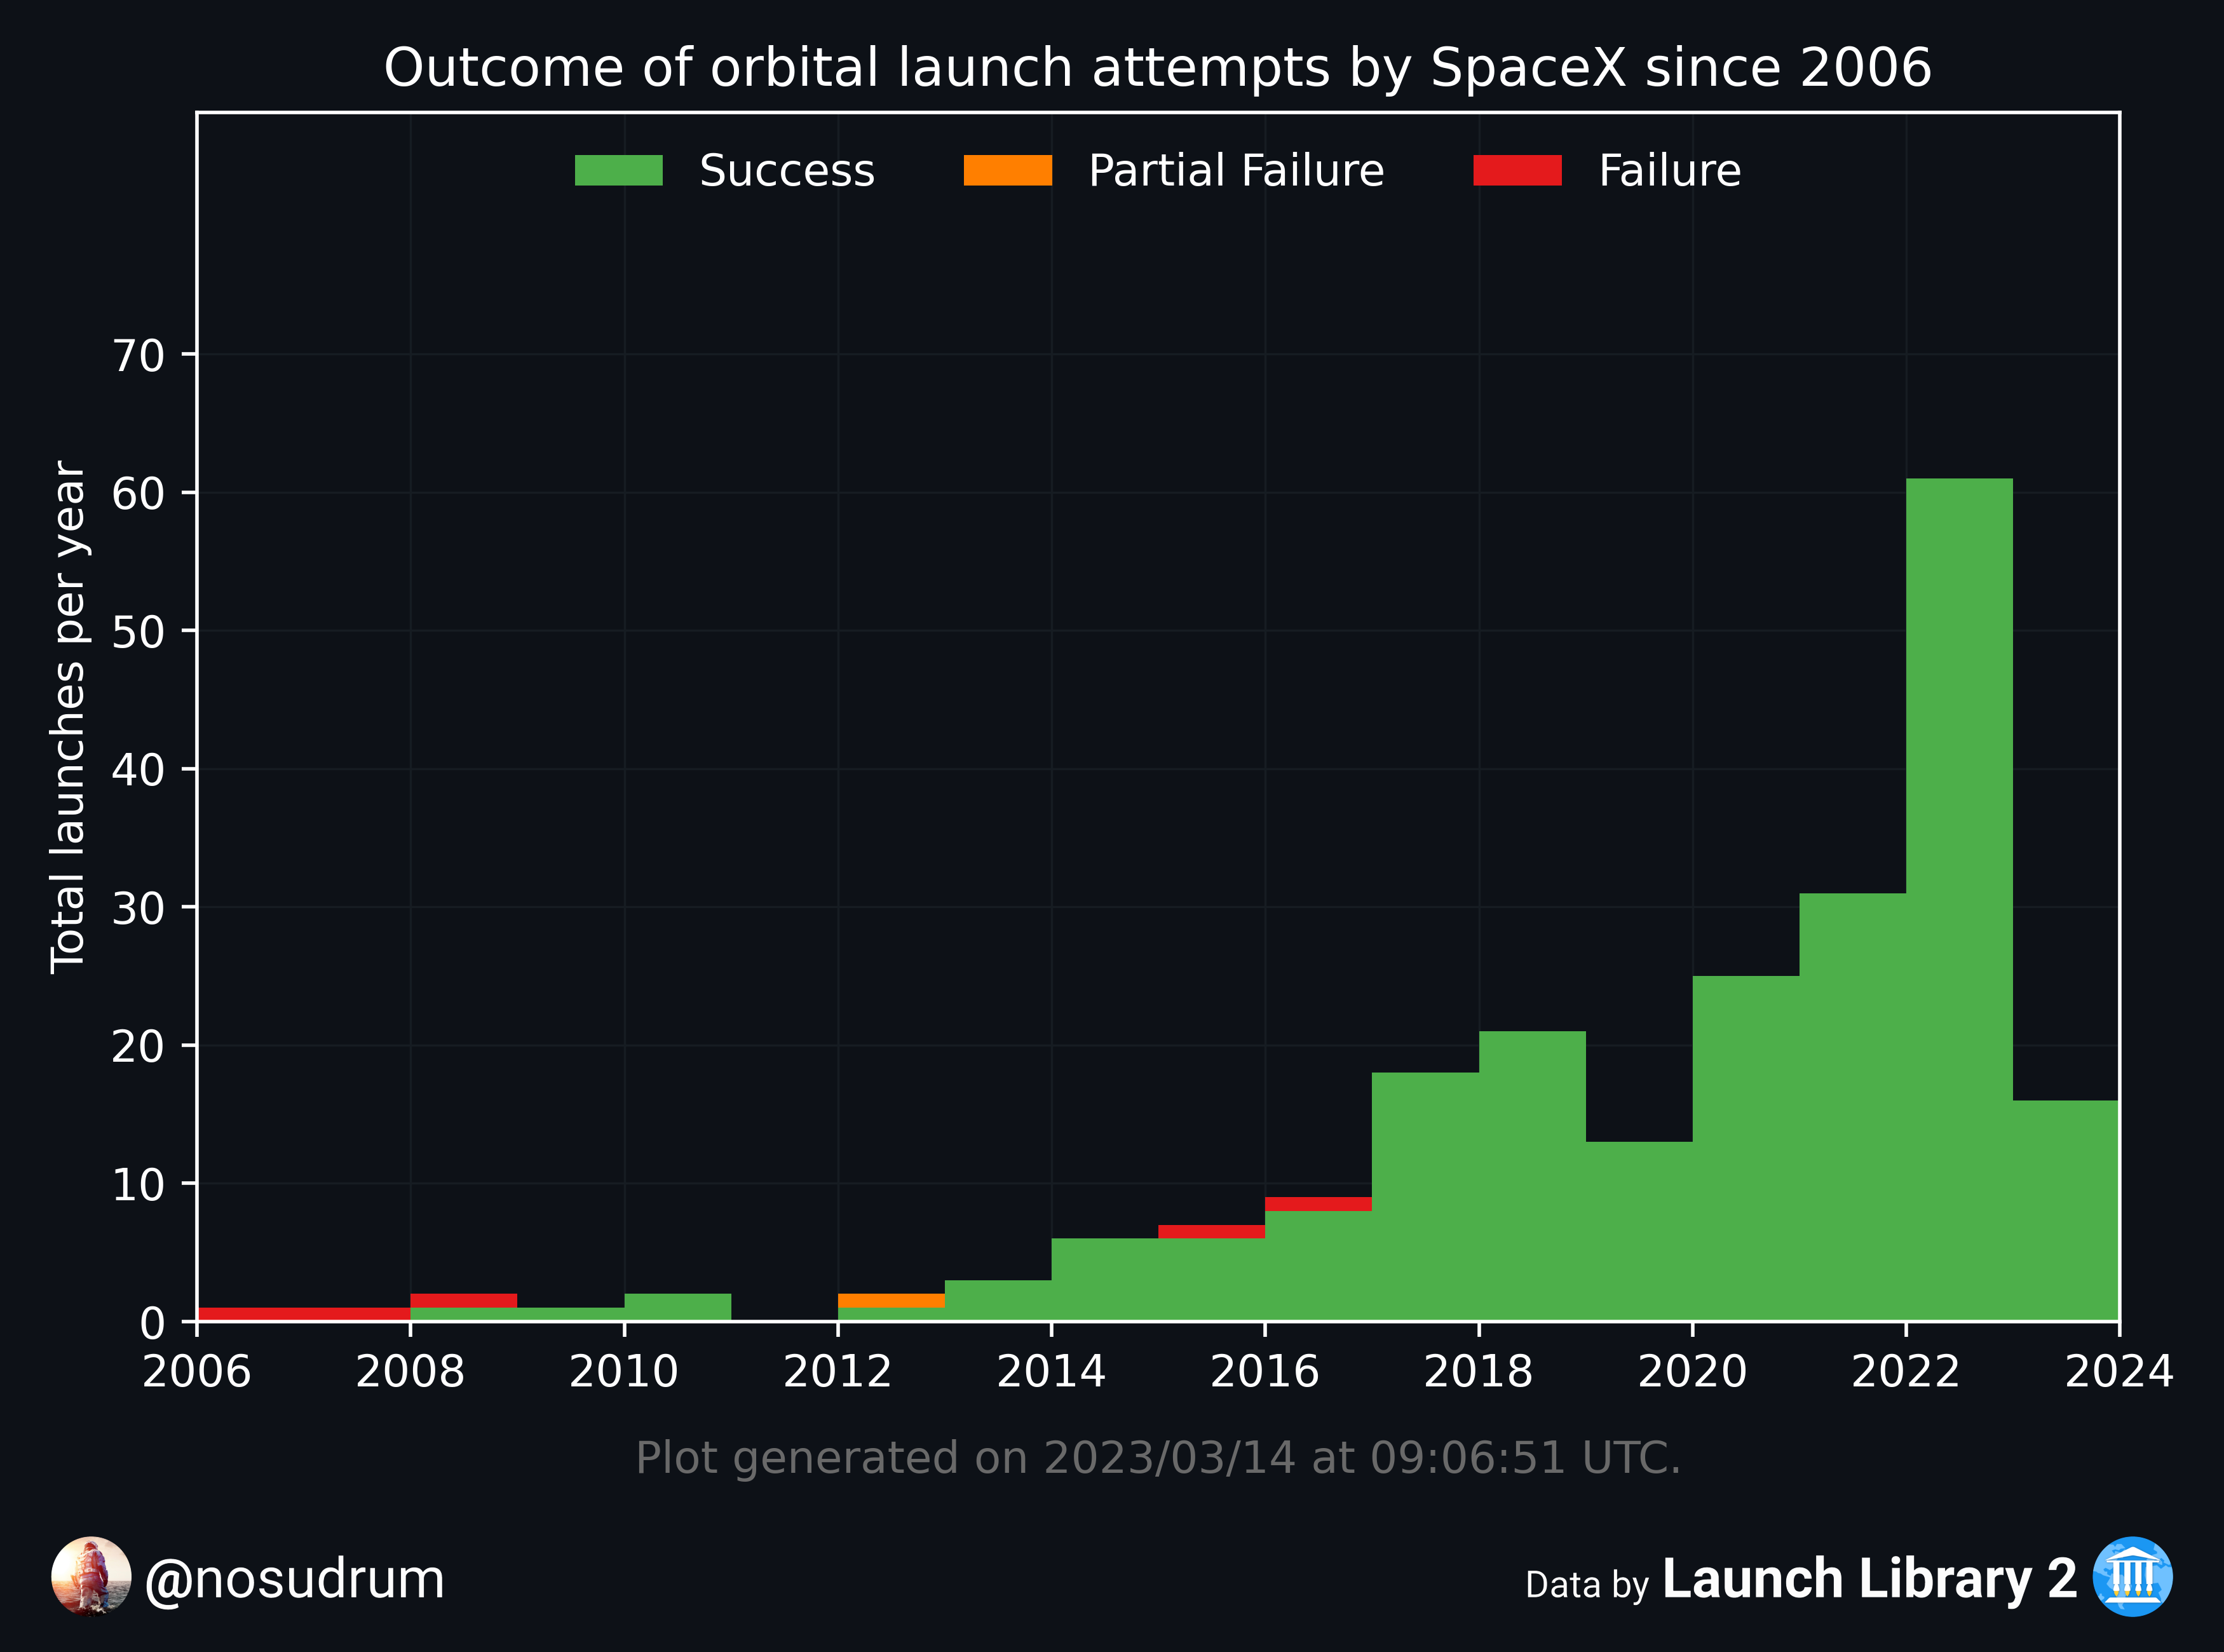 Outcome of orbital launch attempts by SpaceX since 2006
Success Partial Failure Failure
Total launches per year
70
60
50
40
30
20
10
0
2006 2008 2010 2012 2014 2016 2018 2020 2022 2024
Plot generated on 2023/03/14 at 09:06:51 UTC.
@nosudrum Data by Launch Library 2